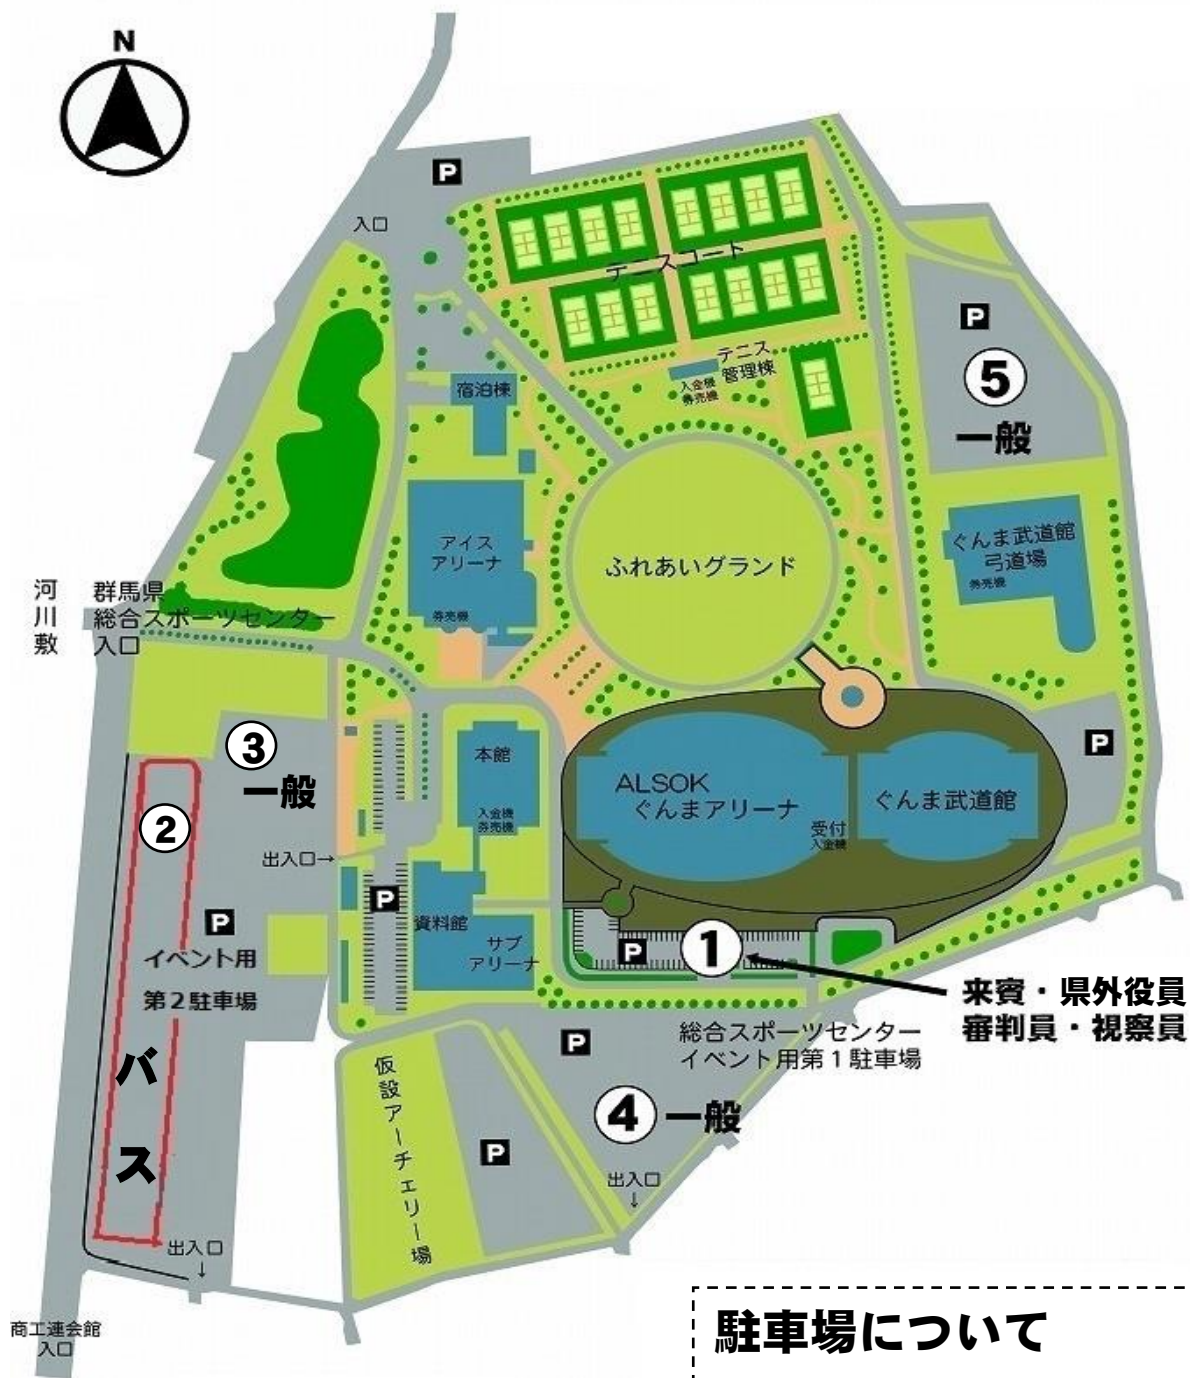 N
P
入口
テニスコート
P
⑤
一般
テニス
管理棟
入金機
券売機
宿泊棟
アイス
アリーナ
券売機
ふれあいグランド
ぐんま武道館
弓道場
券売機
河川敷
群馬県
総合スポーツセンター
入口
③
一般
②
本館
入金機
券売機
ALSOK
ぐんまアリーナ
受付
入金機
ぐんま武道館
P
出入口→
P
資料館
サブ
アリーナ
P
イベント用
第2駐車場
バス
P
①
来賓・県外役員
審判員・視察員
P
総合スポーツセンター
イベント用第1駐車場
④
一般
仮設アーチェリー場
P
出入口
↓
出入口
↓
商工連会館
入口
駐車場について